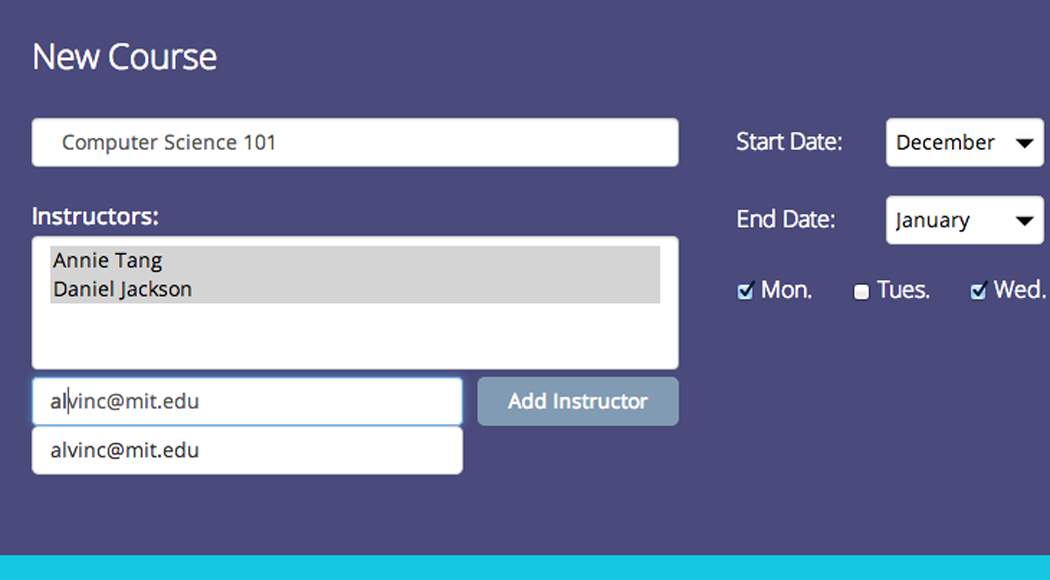 New Course
Computer Science 101
Instructors:
Annie Tang
Daniel Jackson
alvinc@mit.edu
Add Instructor
alvinc@mit.edu
Start Date:
December
End Date:
January
Mon.
Tues.
Wed.